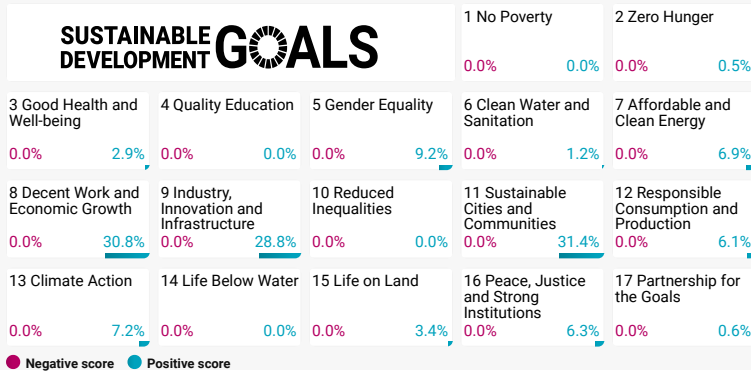 SUSTAINABLE
DEVELOPMENT
GOALS
1 No Poverty
0.0% 0.0%
2 Zero Hunger
0.0% 0.5%
3 Good Health and
Well-being
0.0% 2.9%
4 Quality Education
0.0% 0.0%
5 Gender Equality
0.0% 9.2%
6 Clean Water and
Sanitation
0.0% 1.2%
7 Affordable and
Clean Energy
0.0% 6.9%
8 Decent Work and
Economic Growth
0.0% 30.8%
9 Industry,
Innovation and
Infrastructure
0.0% 28.8%
10 Reduced
Inequalities
0.0% 0.0%
11 Sustainable
Cities and
Communities
0.0% 31.4%
12 Responsible
Consumption and
Production
0.0% 6.1%
13 Climate Action
0.0% 7.2%
14 Life Below Water
0.0% 0.0%
15 Life on Land
0.0% 3.4%
16 Peace, Justice
and Strong
Institutions
0.0% 6.3%
17 Partnership for
the Goals
0.0% 0.6%
Negative score Positive score